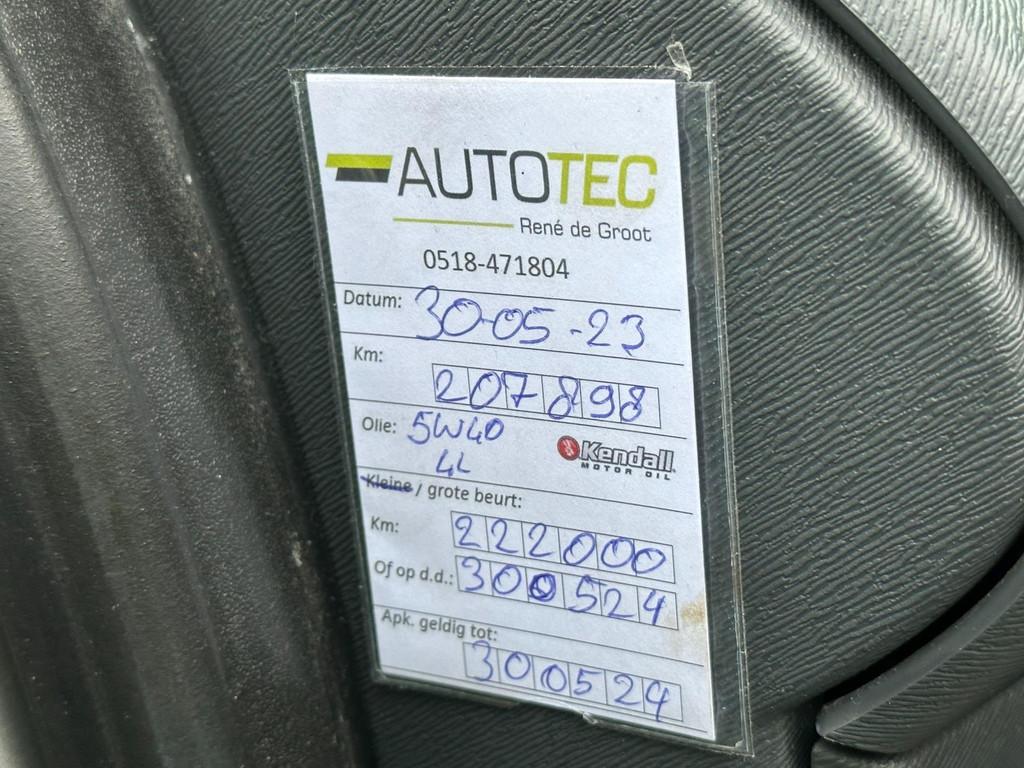 AUTOTEC
René de Groot
0518-471804
Datum: 30-05-23
Km:
207898
Olie: 5W40
4L
Kendall
MOTOR OIL
Kleine / grote beurt:
Km: 222000
Of op d.d.: 300524
Apk. geldig tot:
300524